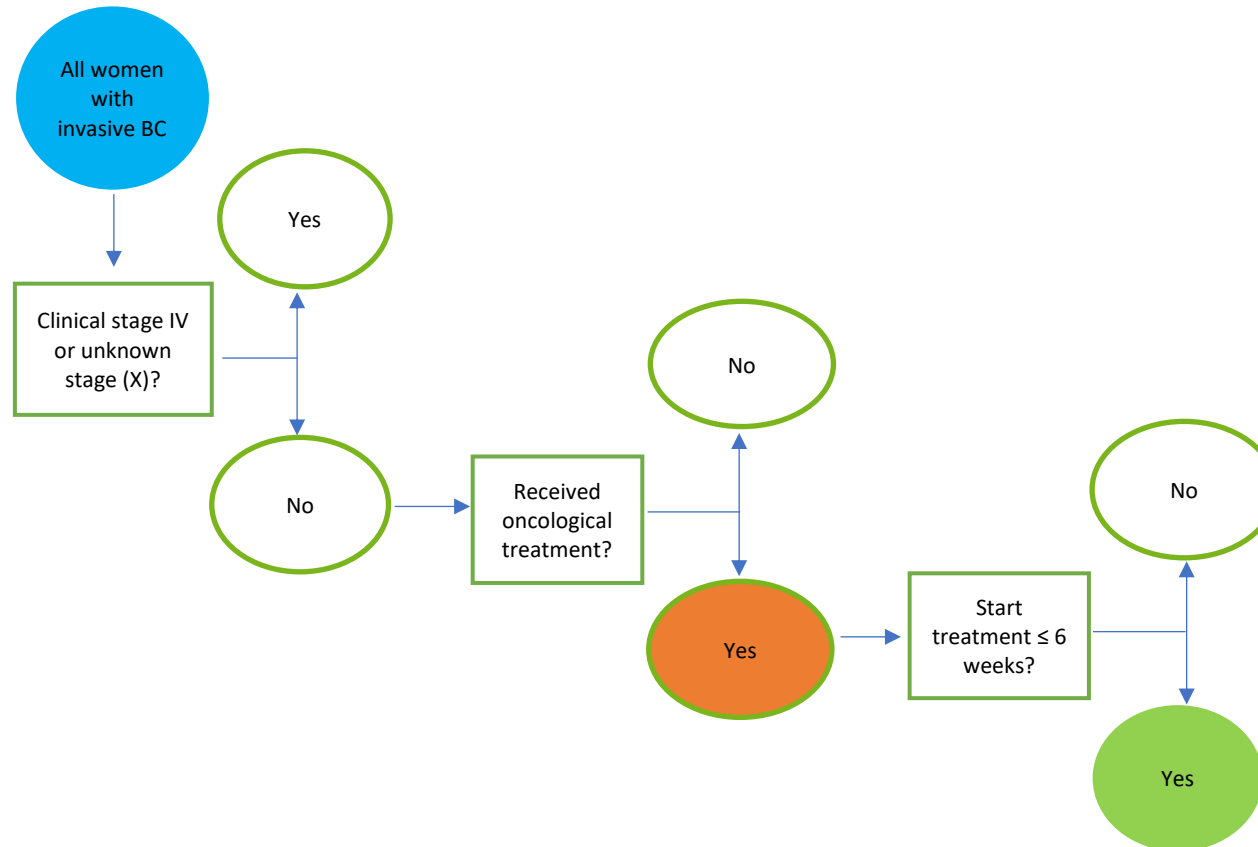 All women
with
invasive BC
Yes
Clinical stage IV
or unknown
stage (X)?
No
No
Received
oncological
treatment?
Yes
No
Start
treatment ≤ 6
weeks?
Yes